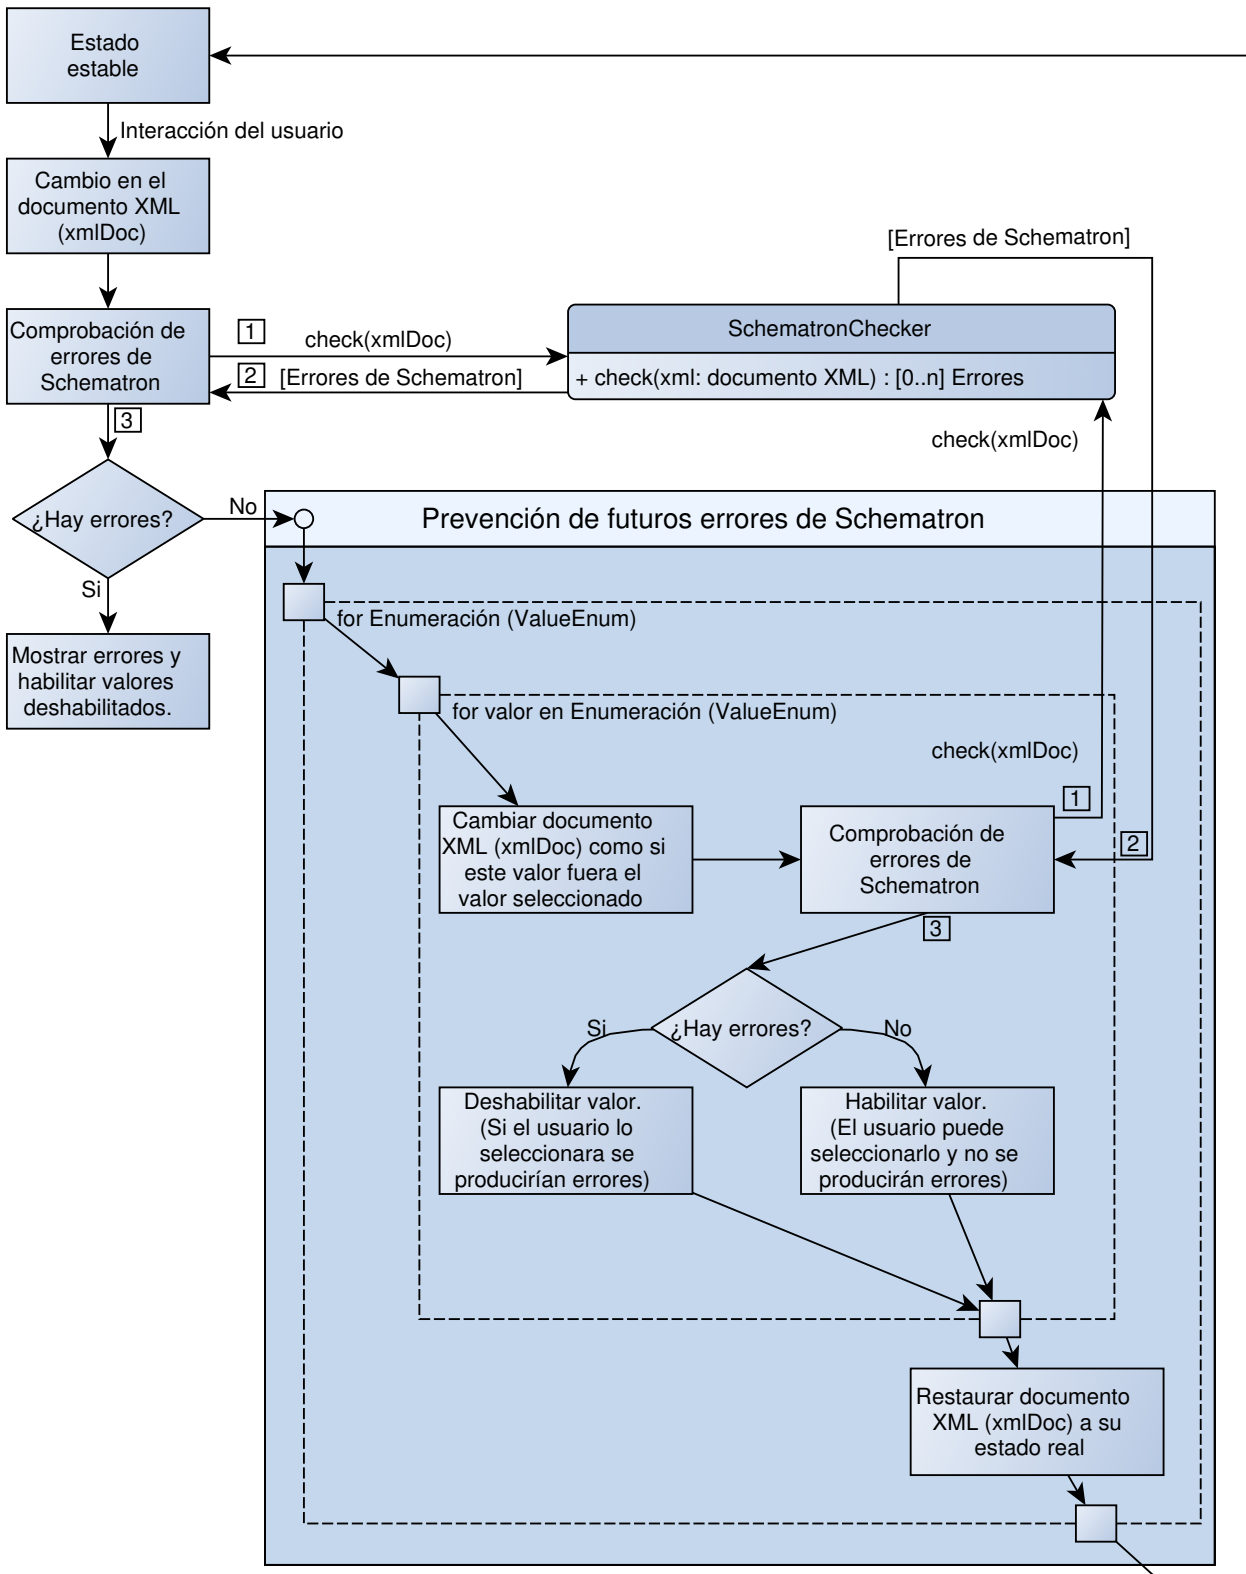 Estado
estable
Interacción del usuario
Cambio en el
documento XML
(xmlDoc)
[Errores de Schematron]
Comprobación de
errores de
Schematron
1
check(xmlDoc)
2
[Errores de Schematron]
SchematronChecker
+ check(xml: documento XML) : [0..n] Errores
3
check(xmlDoc)
¿Hay errores?
No
Si
Mostrar errores y
habilitar valores
deshabilitados.
Prevención de futuros errores de Schematron
for Enumeración (ValueEnum)
for valor en Enumeración (ValueEnum)
check(xmlDoc)
1
Cambiar documento
XML (xmlDoc) como si
este valor fuera el
valor seleccionado
Comprobación de
errores de
Schematron
2
3
¿Hay errores?
Si
No
Deshabilitar valor.
(Si el usuario lo
seleccionara se
producirían errores)
Habilitar valor.
(El usuario puede
seleccionarlo y no se
producirán errores)
Restaurar documento
XML (xmlDoc) a su
estado real